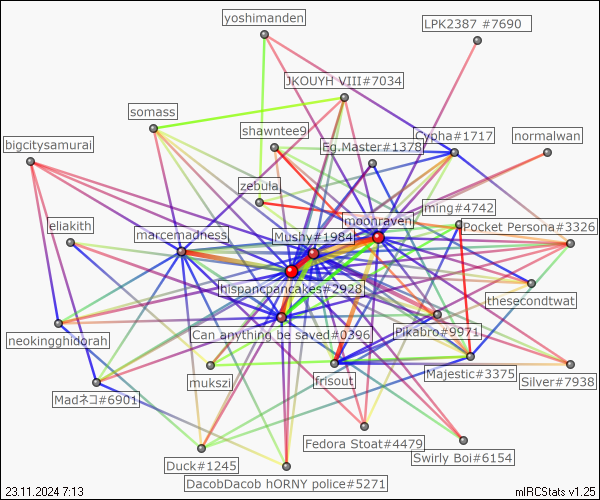 yoshimanden
LPK2387 #7690
JKOUYH VIII#7034
somass
shawntee9
Cypha#1717
normalwan
bigcitysamurai
Eg.Master#1378
zebula
jming#4742
moonraven
eliakith
marcemadness
Pocket Persona#3326
Mushy#1984
hispancpancakes#2928
thesecondtwat
neokingghidorah
Can anything be saved#0396
Pikabro#9971
mukszi
frisout
Majestic#3375
Silver#7938
Madネコ#6901
Fedora Stoat#4479
Swirly Boi#6154
Duck#1245
DacobDacob hORNY police#5271
23.11.2024 7:13
mIRCStats v1.25